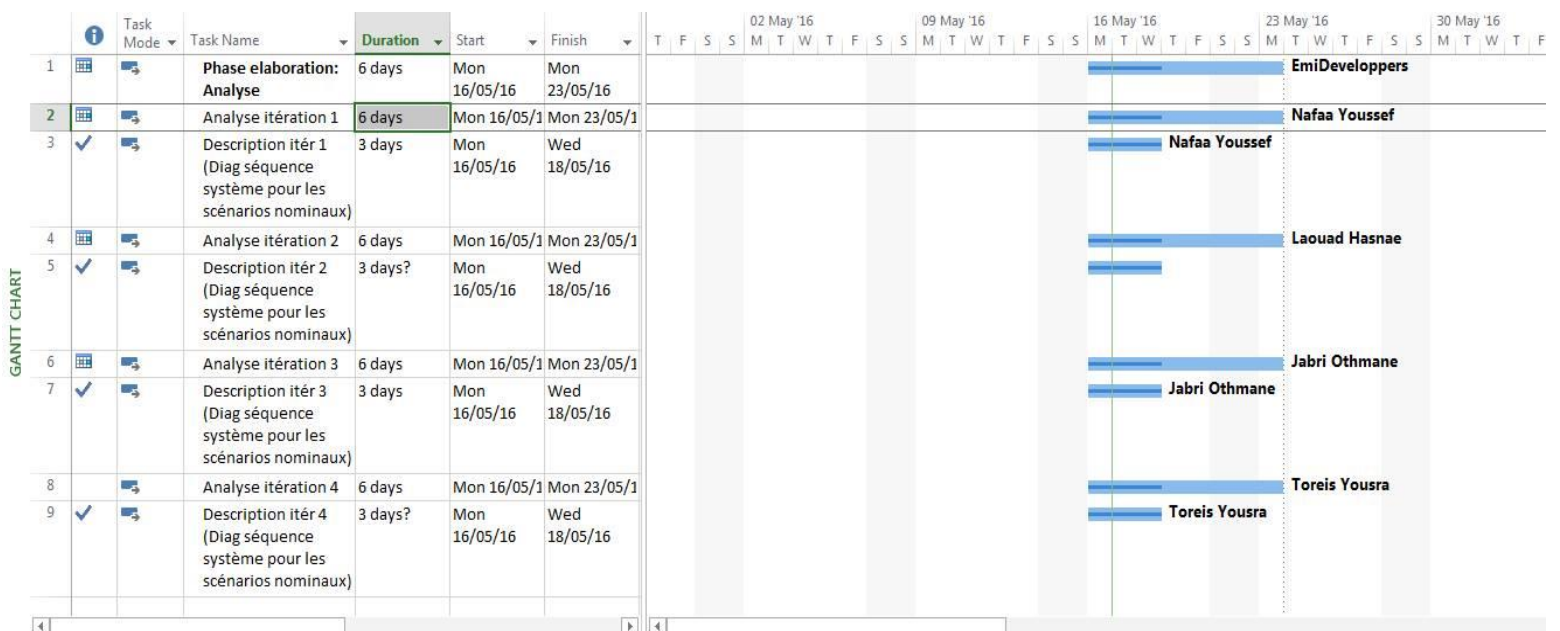 GANTT CHART
Task Mode Task Name Duration Start Finish
02 May '16 09 May '16 16 May '16 23 May '16 30 May '16
T F S S M T W T F S S M T W T F S S M T W T F S S M T W T F S S M T W T F
1 Phase elaboration: 6 days Mon Mon EmiDeveloppers
Analyse 16/05/16 23/05/16
2 Analyse itération 1 6 days Mon 16/05/1 Mon 23/05/1 Nafaa Youssef
3 Description itér 1 3 days Mon Wed Nafaa Youssef
(Diag séquence 16/05/16 18/05/16
système pour les
scénarios nominaux)
4 Analyse itération 2 6 days Mon 16/05/1 Mon 23/05/1 Laouad Hasnae
5 Description itér 2 3 days? Mon Wed
(Diag séquence 16/05/16 18/05/16
système pour les
scénarios nominaux)
6 Analyse itération 3 6 days Mon 16/05/1 Mon 23/05/1 Jabri Othmane
7 Description itér 3 3 days Mon Wed Jabri Othmane
(Diag séquence 16/05/16 18/05/16
système pour les
scénarios nominaux)
8 Analyse itération 4 6 days Mon 16/05/1 Mon 23/05/1 Toreis Yousra
9 Description itér 4 3 days? Mon Wed Toreis Yousra
(Diag séquence 16/05/16 18/05/16
système pour les
scénarios nominaux)